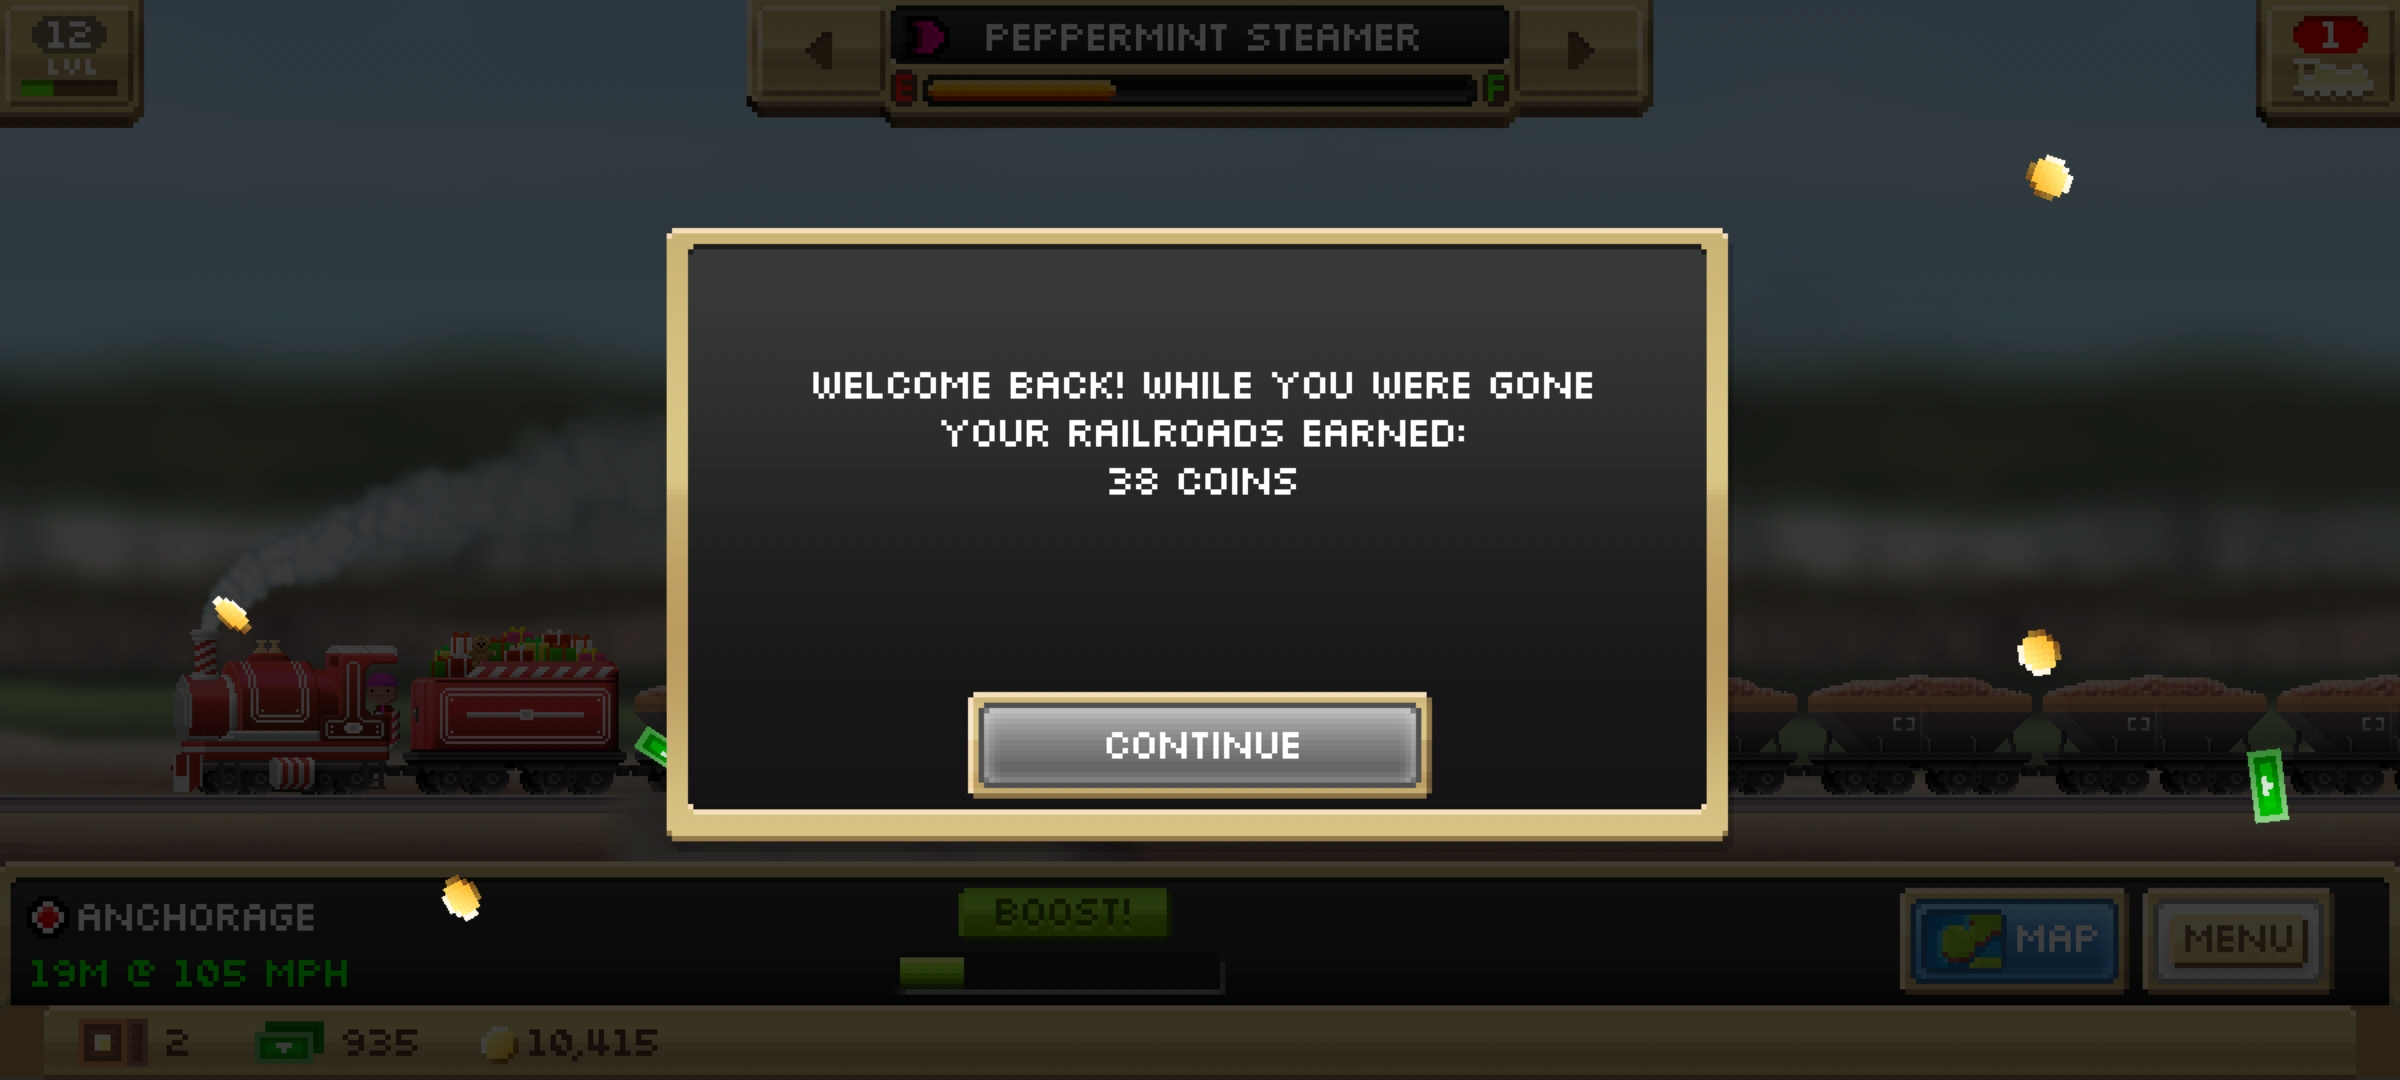 12
LVL
PEPPERMINT STEAMER
E F
1
WELCOME BACK! WHILE YOU WERE GONE
YOUR RAILROADS EARNED:
38 COINS
CONTINUE
ANCHORAGE
19M @ 105 MPH
BOOST!
MAP
MENU
2 935 10,415